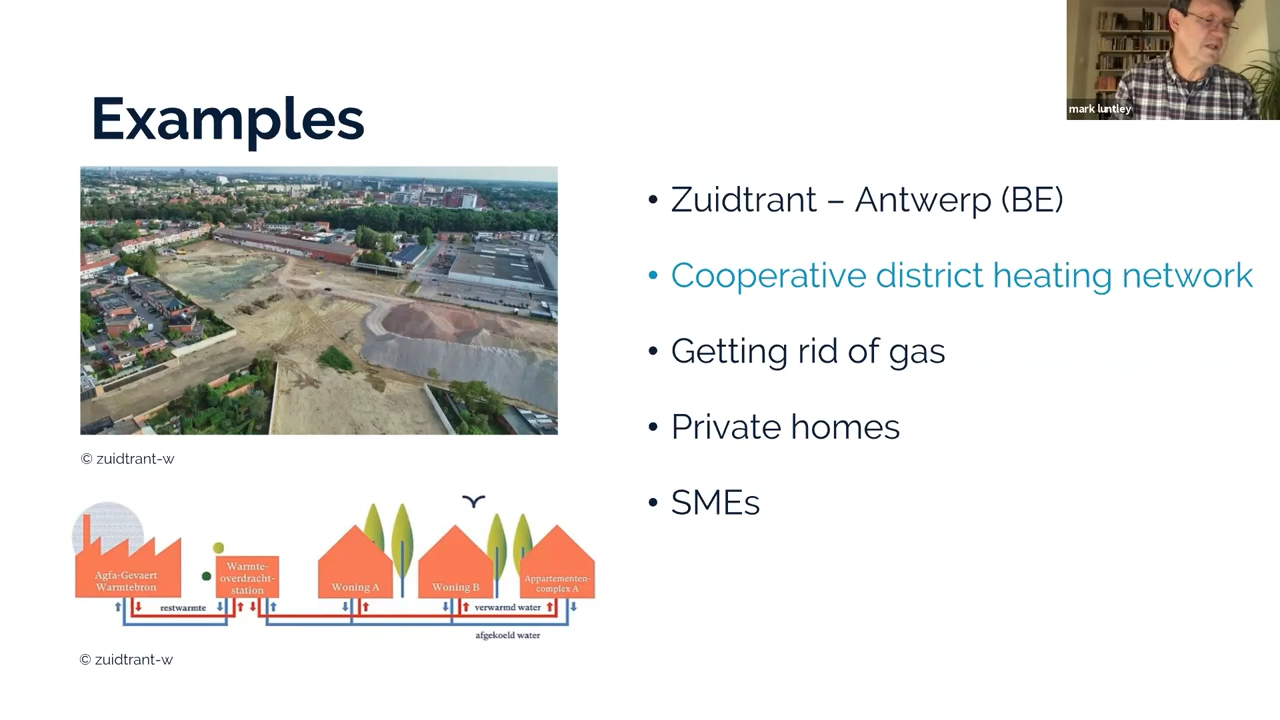 mark luntley
Examples
• Zuidtrant – Antwerp (BE)
• Cooperative district heating network
• Getting rid of gas
• Private homes
• SMEs
© zuidtrant-w
Agfa-Gevaert
Warmtebron
Warmte-
overdracht-
station
Woning A
Woning B
Appartementen-
complex A
restwarmte
verwarmd water
afgekoeld water
© zuidtrant-w